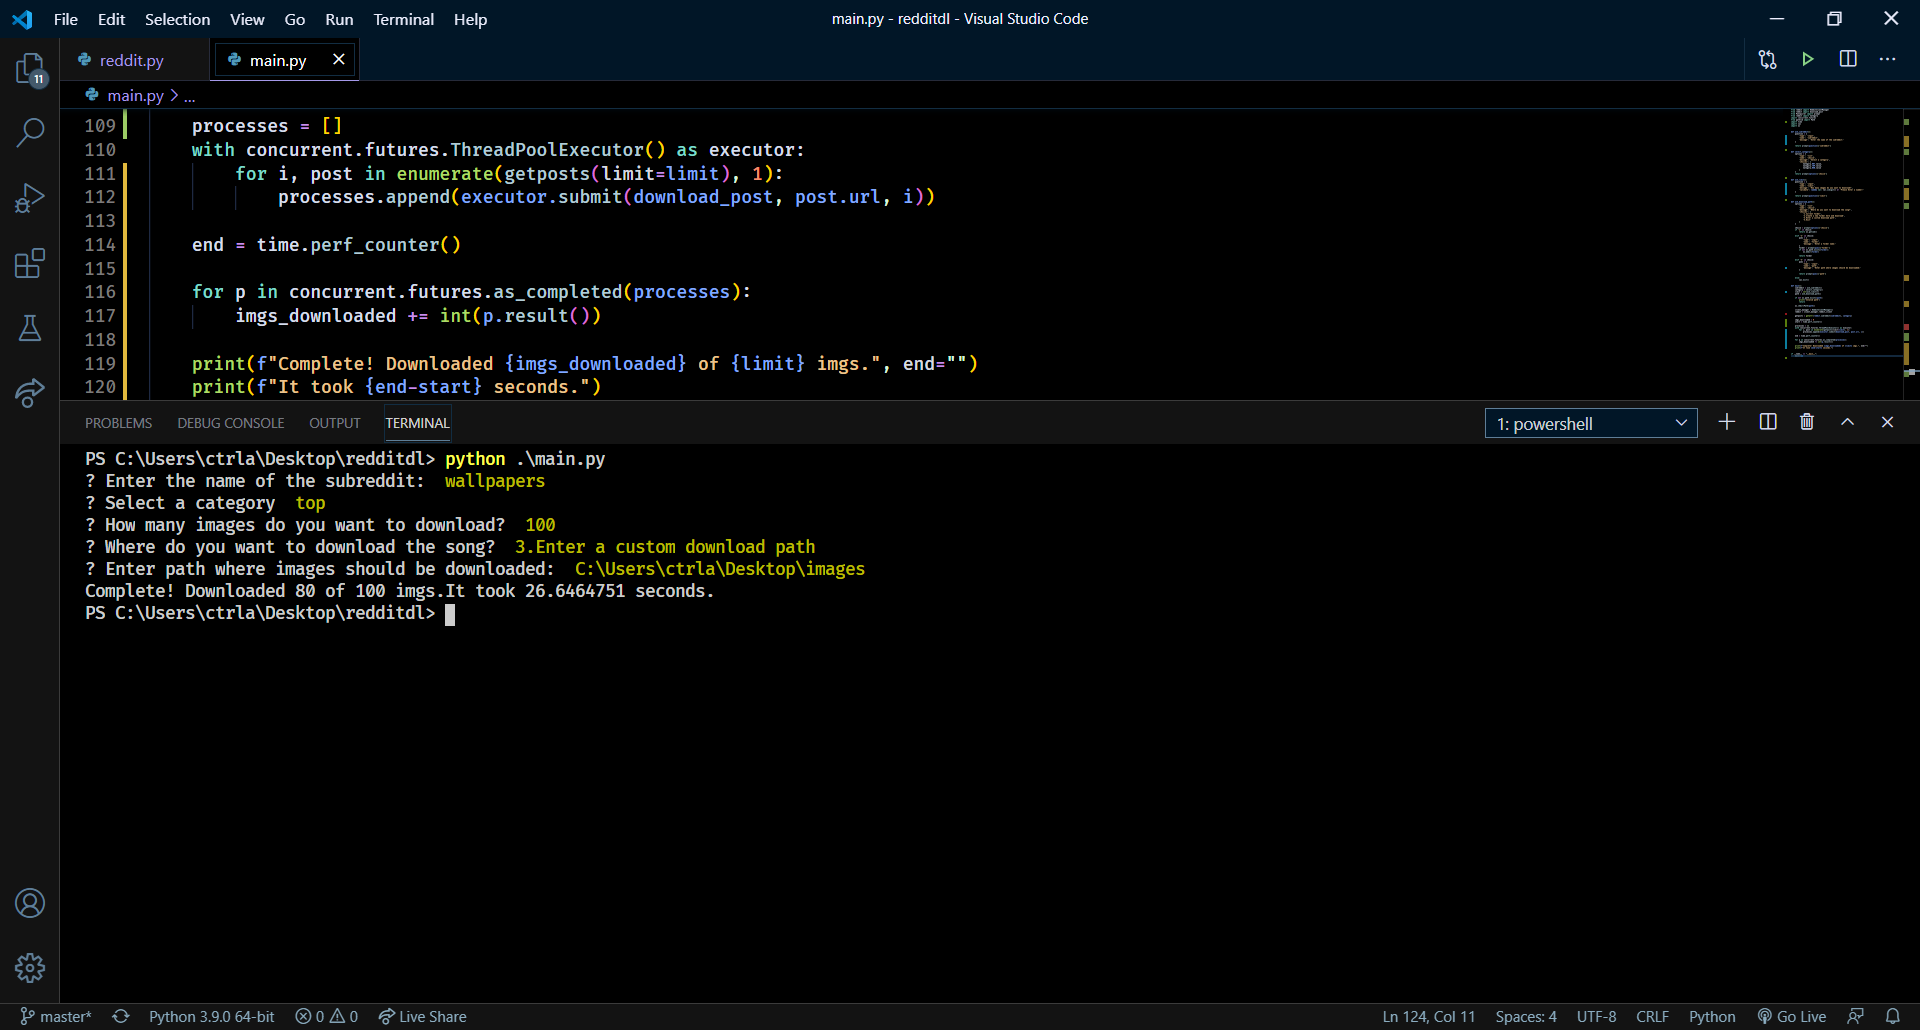 File Edit Selection View Go Run Terminal Help
main.py - redditdl - Visual Studio Code
11
reddit.py
main.py
main.py > ...
109 processes = []
110 with concurrent.futures.ThreadPoolExecutor() as executor:
111 for i, post in enumerate(getposts(limit=limit), 1):
112 processes.append(executor.submit(download_post, post.url, i))
113
114 end = time.perf_counter()
115
116 for p in concurrent.futures.as_completed(processes):
117 imgs_downloaded += int(p.result())
118
119 print(f"Complete! Downloaded {imgs_downloaded} of {limit} imgs.", end="")
120 print(f"It took {end-start} seconds.")
PROBLEMS DEBUG CONSOLE OUTPUT TERMINAL
1: powershell
PS C:\Users\ctrla\Desktop\redditdl> python .\main.py
? Enter the name of the subreddit: wallpapers
? Select a category top
? How many images do you want to download? 100
? Where do you want to download the song? 3.Enter a custom download path
? Enter path where images should be downloaded: C:\Users\ctrla\Desktop\images
Complete! Downloaded 80 of 100 imgs.It took 26.6464751 seconds.
PS C:\Users\ctrla\Desktop\redditdl>
master* Python 3.9.0 64-bit 0 0 Live Share
Ln 124, Col 11 Spaces: 4 UTF-8 CRLF Python Go Live